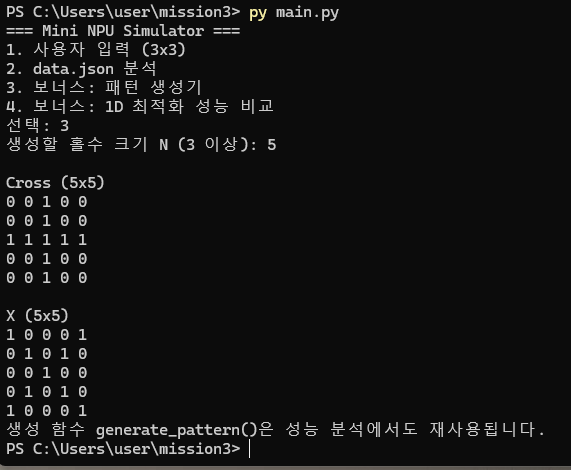 PS C:\Users\user\mission3> py main.py
=== Mini NPU Simulator ===
1. 사용자 입력 (3x3)
2. data.json 분석
3. 보너스: 패턴 생성기
4. 보너스: 1D 최적화 성능 비교
선택: 3
생성할 홀수 크기 N (3 이상): 5
Cross (5x5)
0 0 1 0 0
0 0 1 0 0
1 1 1 1 1
0 0 1 0 0
0 0 1 0 0
X (5x5)
1 0 0 0 1
0 1 0 1 0
0 0 1 0 0
0 1 0 1 0
1 0 0 0 1
생성 함수 generate_pattern()은 성능 분석에서도 재사용됩니다.
PS C:\Users\user\mission3>